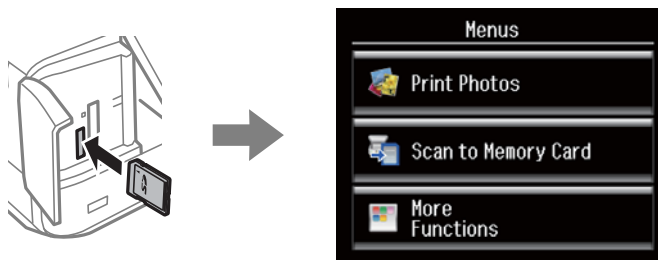 Menus
Print Photos
Scan to Memory Card
More
Functions